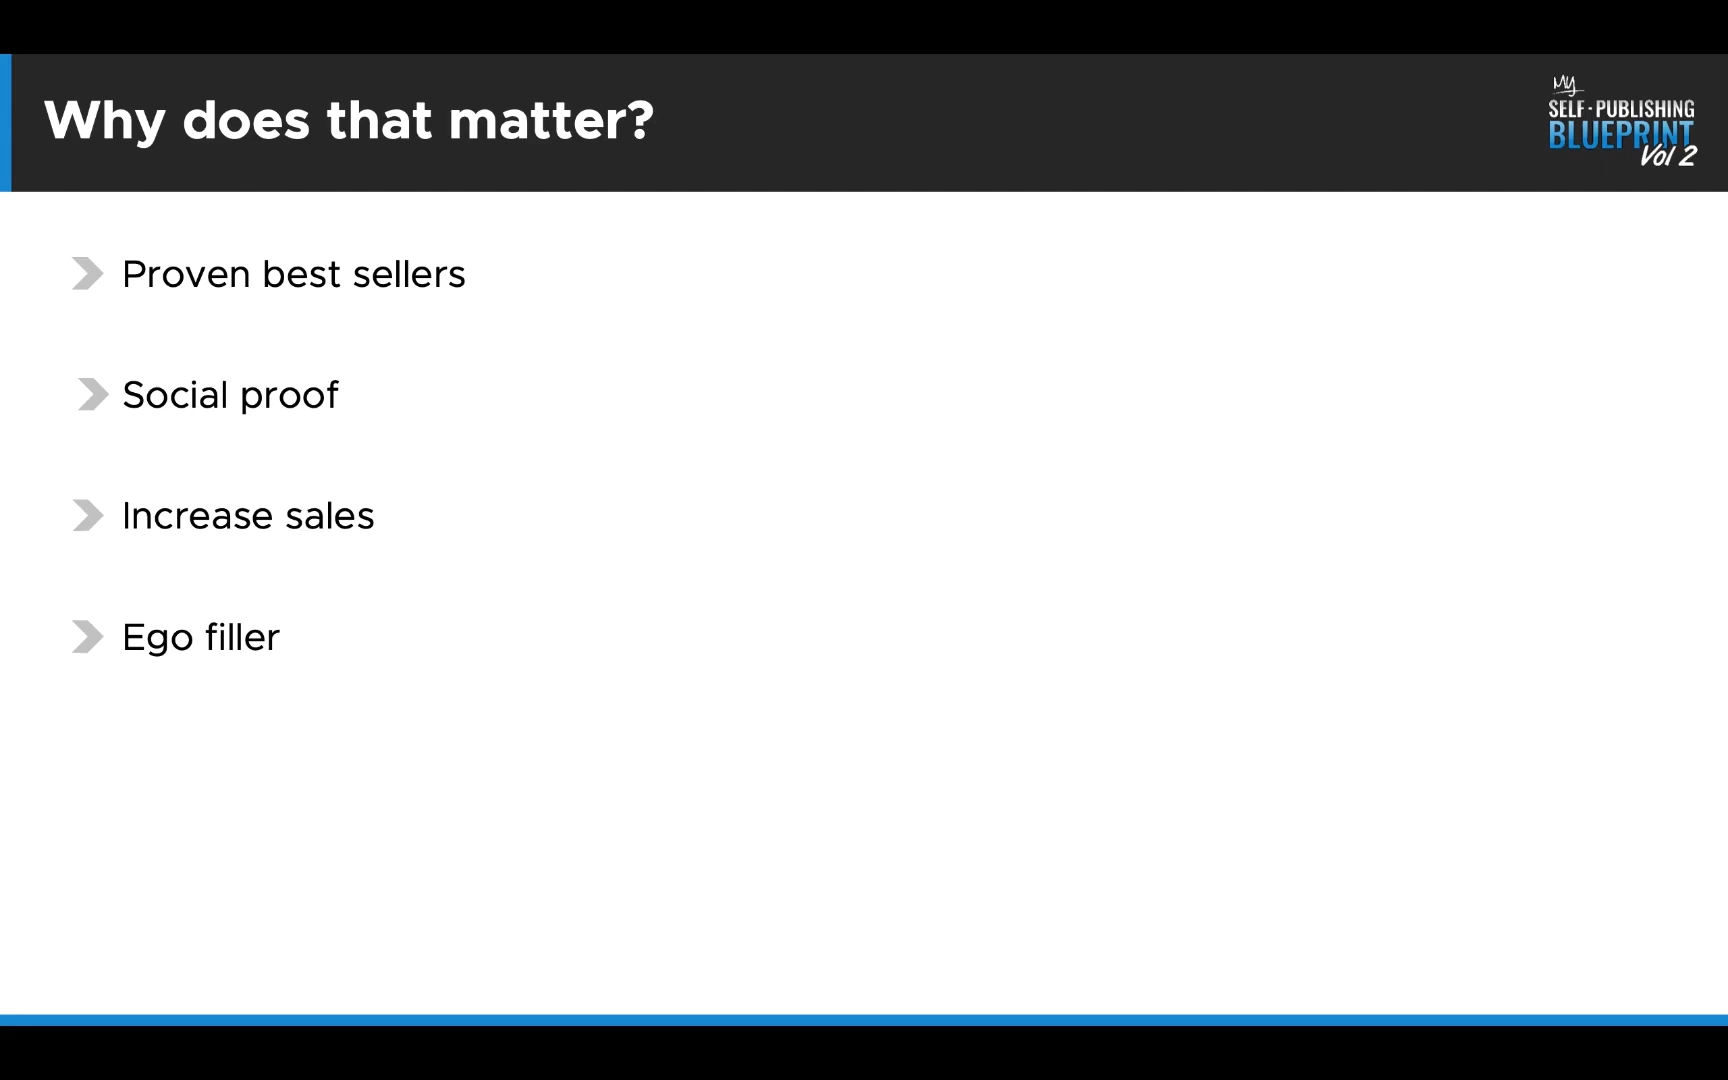 Why does that matter?
My
SELF-PUBLISHING
BLUEPRINT
Vol 2
Proven best sellers
Social proof
Increase sales
Ego filler